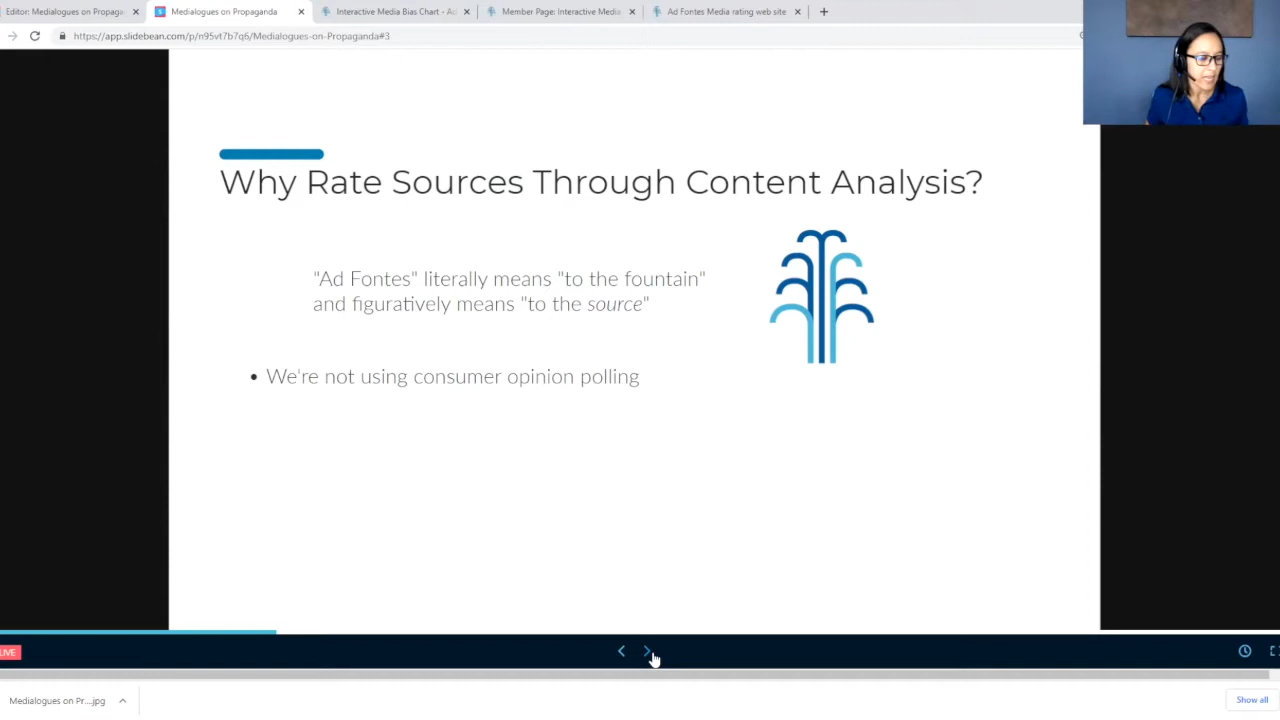 Editor: Medialogues on Propaga
Medialogues on Propaganda
Interactive Media Bias Chart - Ad
Member Page: Interactive Media
Ad Fontes Media rating web site
https://app.slidebean.com/p/n95vt7b7q6/Medialogues-on-Propaganda#3
Why Rate Sources Through Content Analysis?
"Ad Fontes" literally means "to the fountain"
and figuratively means "to the source"
• We're not using consumer opinion polling
LIVE
Medialogues on Pr....jpg
Show all